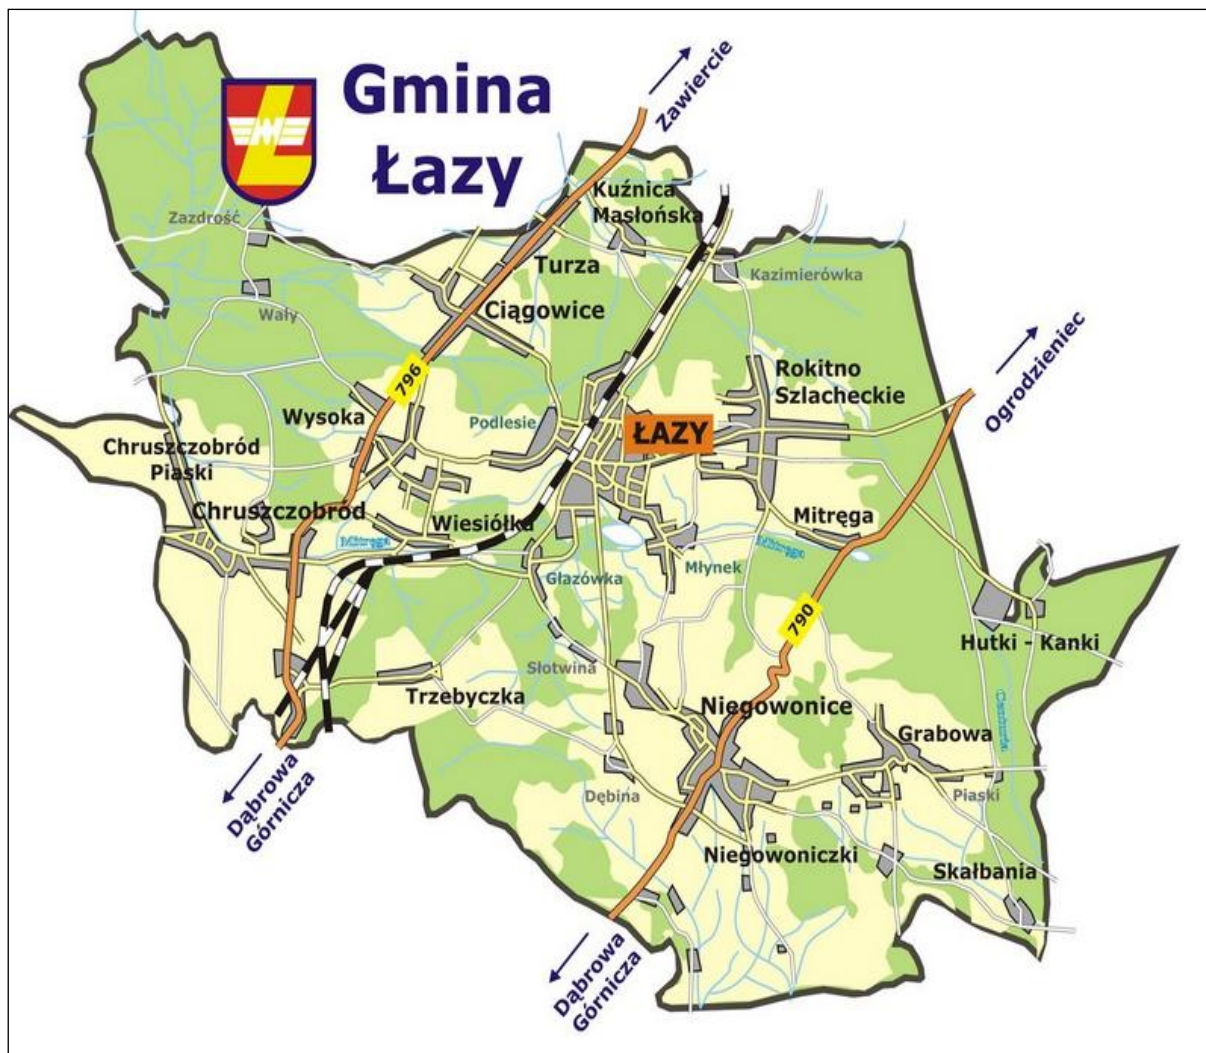 Gmina
Łazy
Zawiercie
Kuźnica
Masłońska
Zazdrość
Turza
Kazimierówka
Ciągowice
Wały
Ogrodzieniec
796
Rokitno
Szlacheckie
Wysoka
Podlesie
ŁAZY
Chruszczobród
Piaski
Chruszczobród
Wiesiółka
Mitręga
Mitręga
Mitręga
Głazówka
Młynek
790
Hutki - Kanki
Słotwina
Trzebyczka
Niegowonice
Grabowa
Dębina
Piaski
Dąbrowa
Górnicza
Niegowoniczki
Skałbania
Dąbrowa
Górnicza